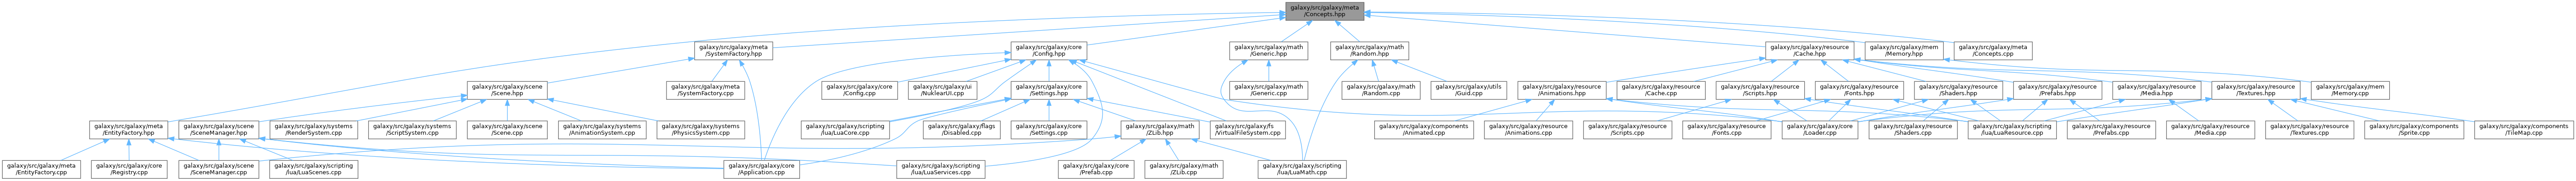 galaxy/src/galaxy/meta
/Concepts.hpp
galaxy/src/galaxy/meta
/SystemFactory.hpp
galaxy/src/galaxy/core
/Config.hpp
galaxy/src/galaxy/math
/Generic.hpp
galaxy/src/galaxy/math
/Random.hpp
galaxy/src/galaxy/resource
/Cache.hpp
galaxy/src/galaxy/mem
/Memory.hpp
galaxy/src/galaxy/meta
/Concepts.cpp
galaxy/src/galaxy/scene
/Scene.hpp
galaxy/src/galaxy/meta
/SystemFactory.cpp
galaxy/src/galaxy/core
/Config.cpp
galaxy/src/galaxy/ui
/NuklearUI.cpp
galaxy/src/galaxy/core
/Settings.hpp
galaxy/src/galaxy/math
/Generic.cpp
galaxy/src/galaxy/math
/Random.cpp
galaxy/src/galaxy/utils
/Guid.cpp
galaxy/src/galaxy/resource
/Animations.hpp
galaxy/src/galaxy/resource
/Cache.cpp
galaxy/src/galaxy/resource
/Scripts.hpp
galaxy/src/galaxy/resource
/Fonts.hpp
galaxy/src/galaxy/resource
/Shaders.hpp
galaxy/src/galaxy/resource
/Prefabs.hpp
galaxy/src/galaxy/resource
/Media.hpp
galaxy/src/galaxy/resource
/Textures.hpp
galaxy/src/galaxy/mem
/Memory.cpp
galaxy/src/galaxy/meta
/EntityFactory.hpp
galaxy/src/galaxy/scene
/SceneManager.hpp
galaxy/src/galaxy/systems
/RenderSystem.cpp
galaxy/src/galaxy/systems
/ScriptSystem.cpp
galaxy/src/galaxy/scene
/Scene.cpp
galaxy/src/galaxy/systems
/AnimationSystem.cpp
galaxy/src/galaxy/systems
/PhysicsSystem.cpp
galaxy/src/galaxy/scripting
/lua/LuaCore.cpp
galaxy/src/galaxy/flags
/Disabled.cpp
galaxy/src/galaxy/core
/Settings.cpp
galaxy/src/galaxy/math
/ZLib.hpp
galaxy/src/galaxy/fs
/VirtualFileSystem.cpp
galaxy/src/galaxy/components
/Animated.cpp
galaxy/src/galaxy/resource
/Animations.cpp
galaxy/src/galaxy/resource
/Scripts.cpp
galaxy/src/galaxy/resource
/Fonts.cpp
galaxy/src/galaxy/core
/Loader.cpp
galaxy/src/galaxy/resource
/Shaders.cpp
galaxy/src/galaxy/scripting
/lua/LuaResource.cpp
galaxy/src/galaxy/resource
/Prefabs.cpp
galaxy/src/galaxy/resource
/Media.cpp
galaxy/src/galaxy/resource
/Textures.cpp
galaxy/src/galaxy/components
/Sprite.cpp
galaxy/src/galaxy/components
/TileMap.cpp
galaxy/src/galaxy/meta
/EntityFactory.cpp
galaxy/src/galaxy/core
/Registry.cpp
galaxy/src/galaxy/scene
/SceneManager.cpp
galaxy/src/galaxy/scripting
/lua/LuaScenes.cpp
galaxy/src/galaxy/core
/Application.cpp
galaxy/src/galaxy/scripting
/lua/LuaServices.cpp
galaxy/src/galaxy/core
/Prefab.cpp
galaxy/src/galaxy/math
/ZLib.cpp
galaxy/src/galaxy/scripting
/lua/LuaMath.cpp